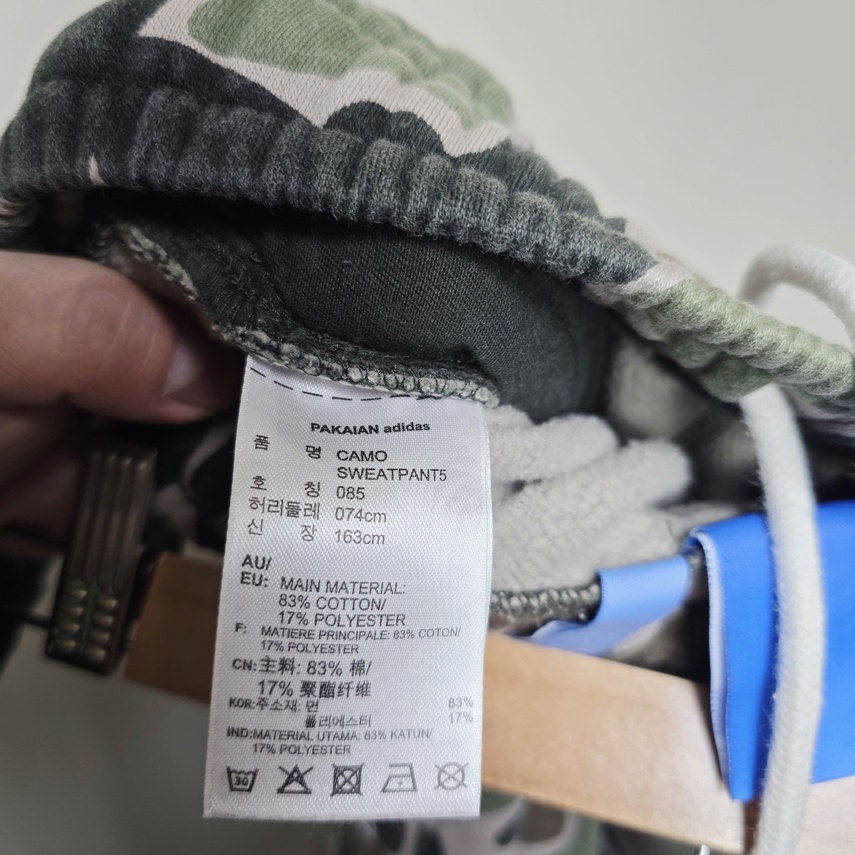 PAKAIAN adidas
품 명 CAMO
SWEATPANT5
호 칭 085
허리둘레 074cm
신 장 163cm
AU/
EU: MAIN MATERIAL:
83% COTTON/
17% POLYESTER
F: MATIERE PRINCIPALE: 83% COTON/
17% POLYESTER
CN:主料: 83% 棉/
17% 聚酯纤维
KOR:주소재: 면 83%
폴리에스터 17%
IND:MATERIAL UTAMA: 83% KATUN/
17% POLYESTER
30